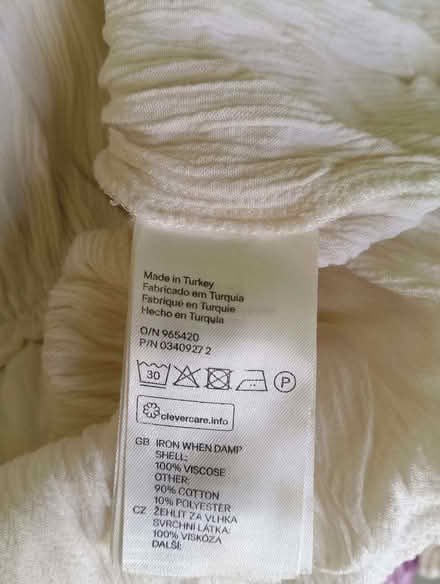 Made in Turkey
Fabricado em Turquia
Fabriqué en Turquie
Hecho en Turquía
O/N 965420
P/N 0340927 2
30
P
clevercare.info
GB IRON WHEN DAMP
SHELL:
100% VISCOSE
OTHER:
90% COTTON
10% POLYESTER
CZ ŽEHLIT ZA VLHKA
SVRCHNÍ LÁTKA:
100% VISKÓZA
DALŠÍ: